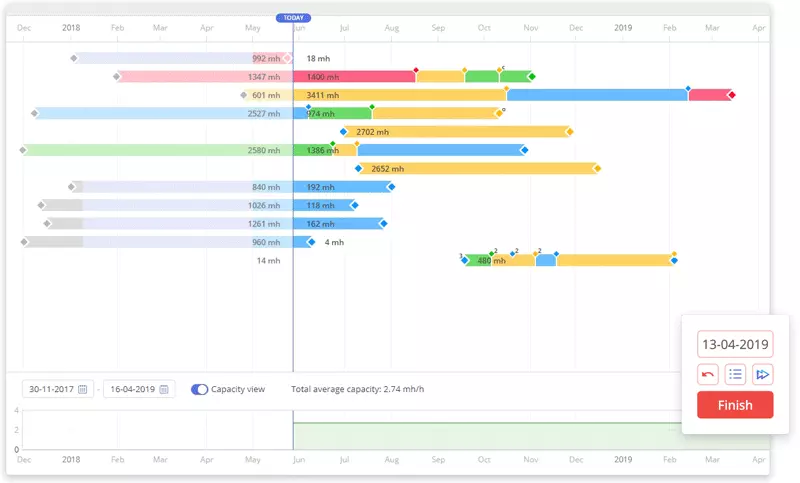 TODAY
Dec 2018 Feb Mar Apr May Jun Jul Aug Sep Oct Nov Dec 2019 Feb Mar Apr
992 mh 18 mh
1347 mh 1400 mh
601 mh 3411 mh
2527 mh 974 mh
2702 mh
2580 mh 1386 mh
2652 mh
840 mh 192 mh
1026 mh 118 mh
1261 mh 162 mh
960 mh 4 mh
3 2 2 2
14 mh 480 mh
13-04-2019
30-11-2017 - 16-04-2019 Capacity view Total average capacity: 2.74 mh/h
Finish
4
2
0
Dec 2018 Feb Mar Apr May Jun Jul Aug Sep Oct Nov Dec 2019 Feb Mar Apr